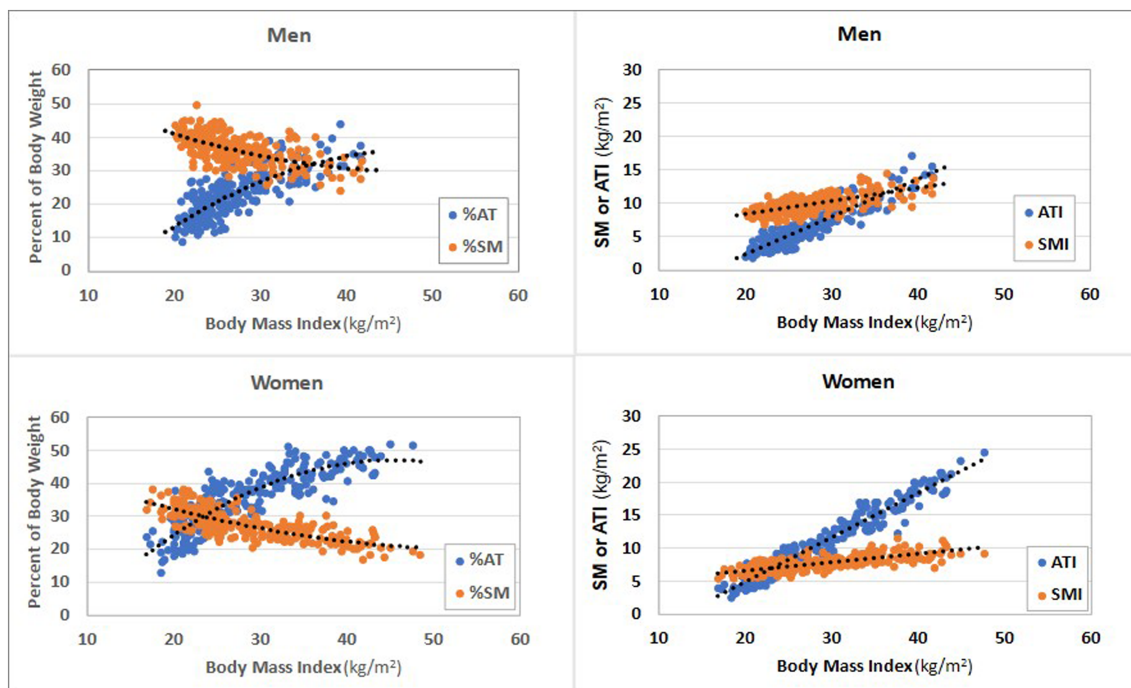 Men
Percent of Body Weight
60
50
40
30
20
10
0
%AT
%SM
10 20 30 40 50 60
Body Mass Index (kg/m²)
Men
SM or ATI (kg/m²)
30
25
20
15
10
5
0
ATI
SMI
10 20 30 40 50 60
Body Mass Index (kg/m²)
Women
Percent of Body Weight
60
50
40
30
20
10
0
%AT
%SM
10 20 30 40 50 60
Body Mass Index (kg/m²)
Women
SM or ATI (kg/m²)
30
25
20
15
10
5
0
ATI
SMI
10 20 30 40 50 60
Body Mass Index (kg/m²)